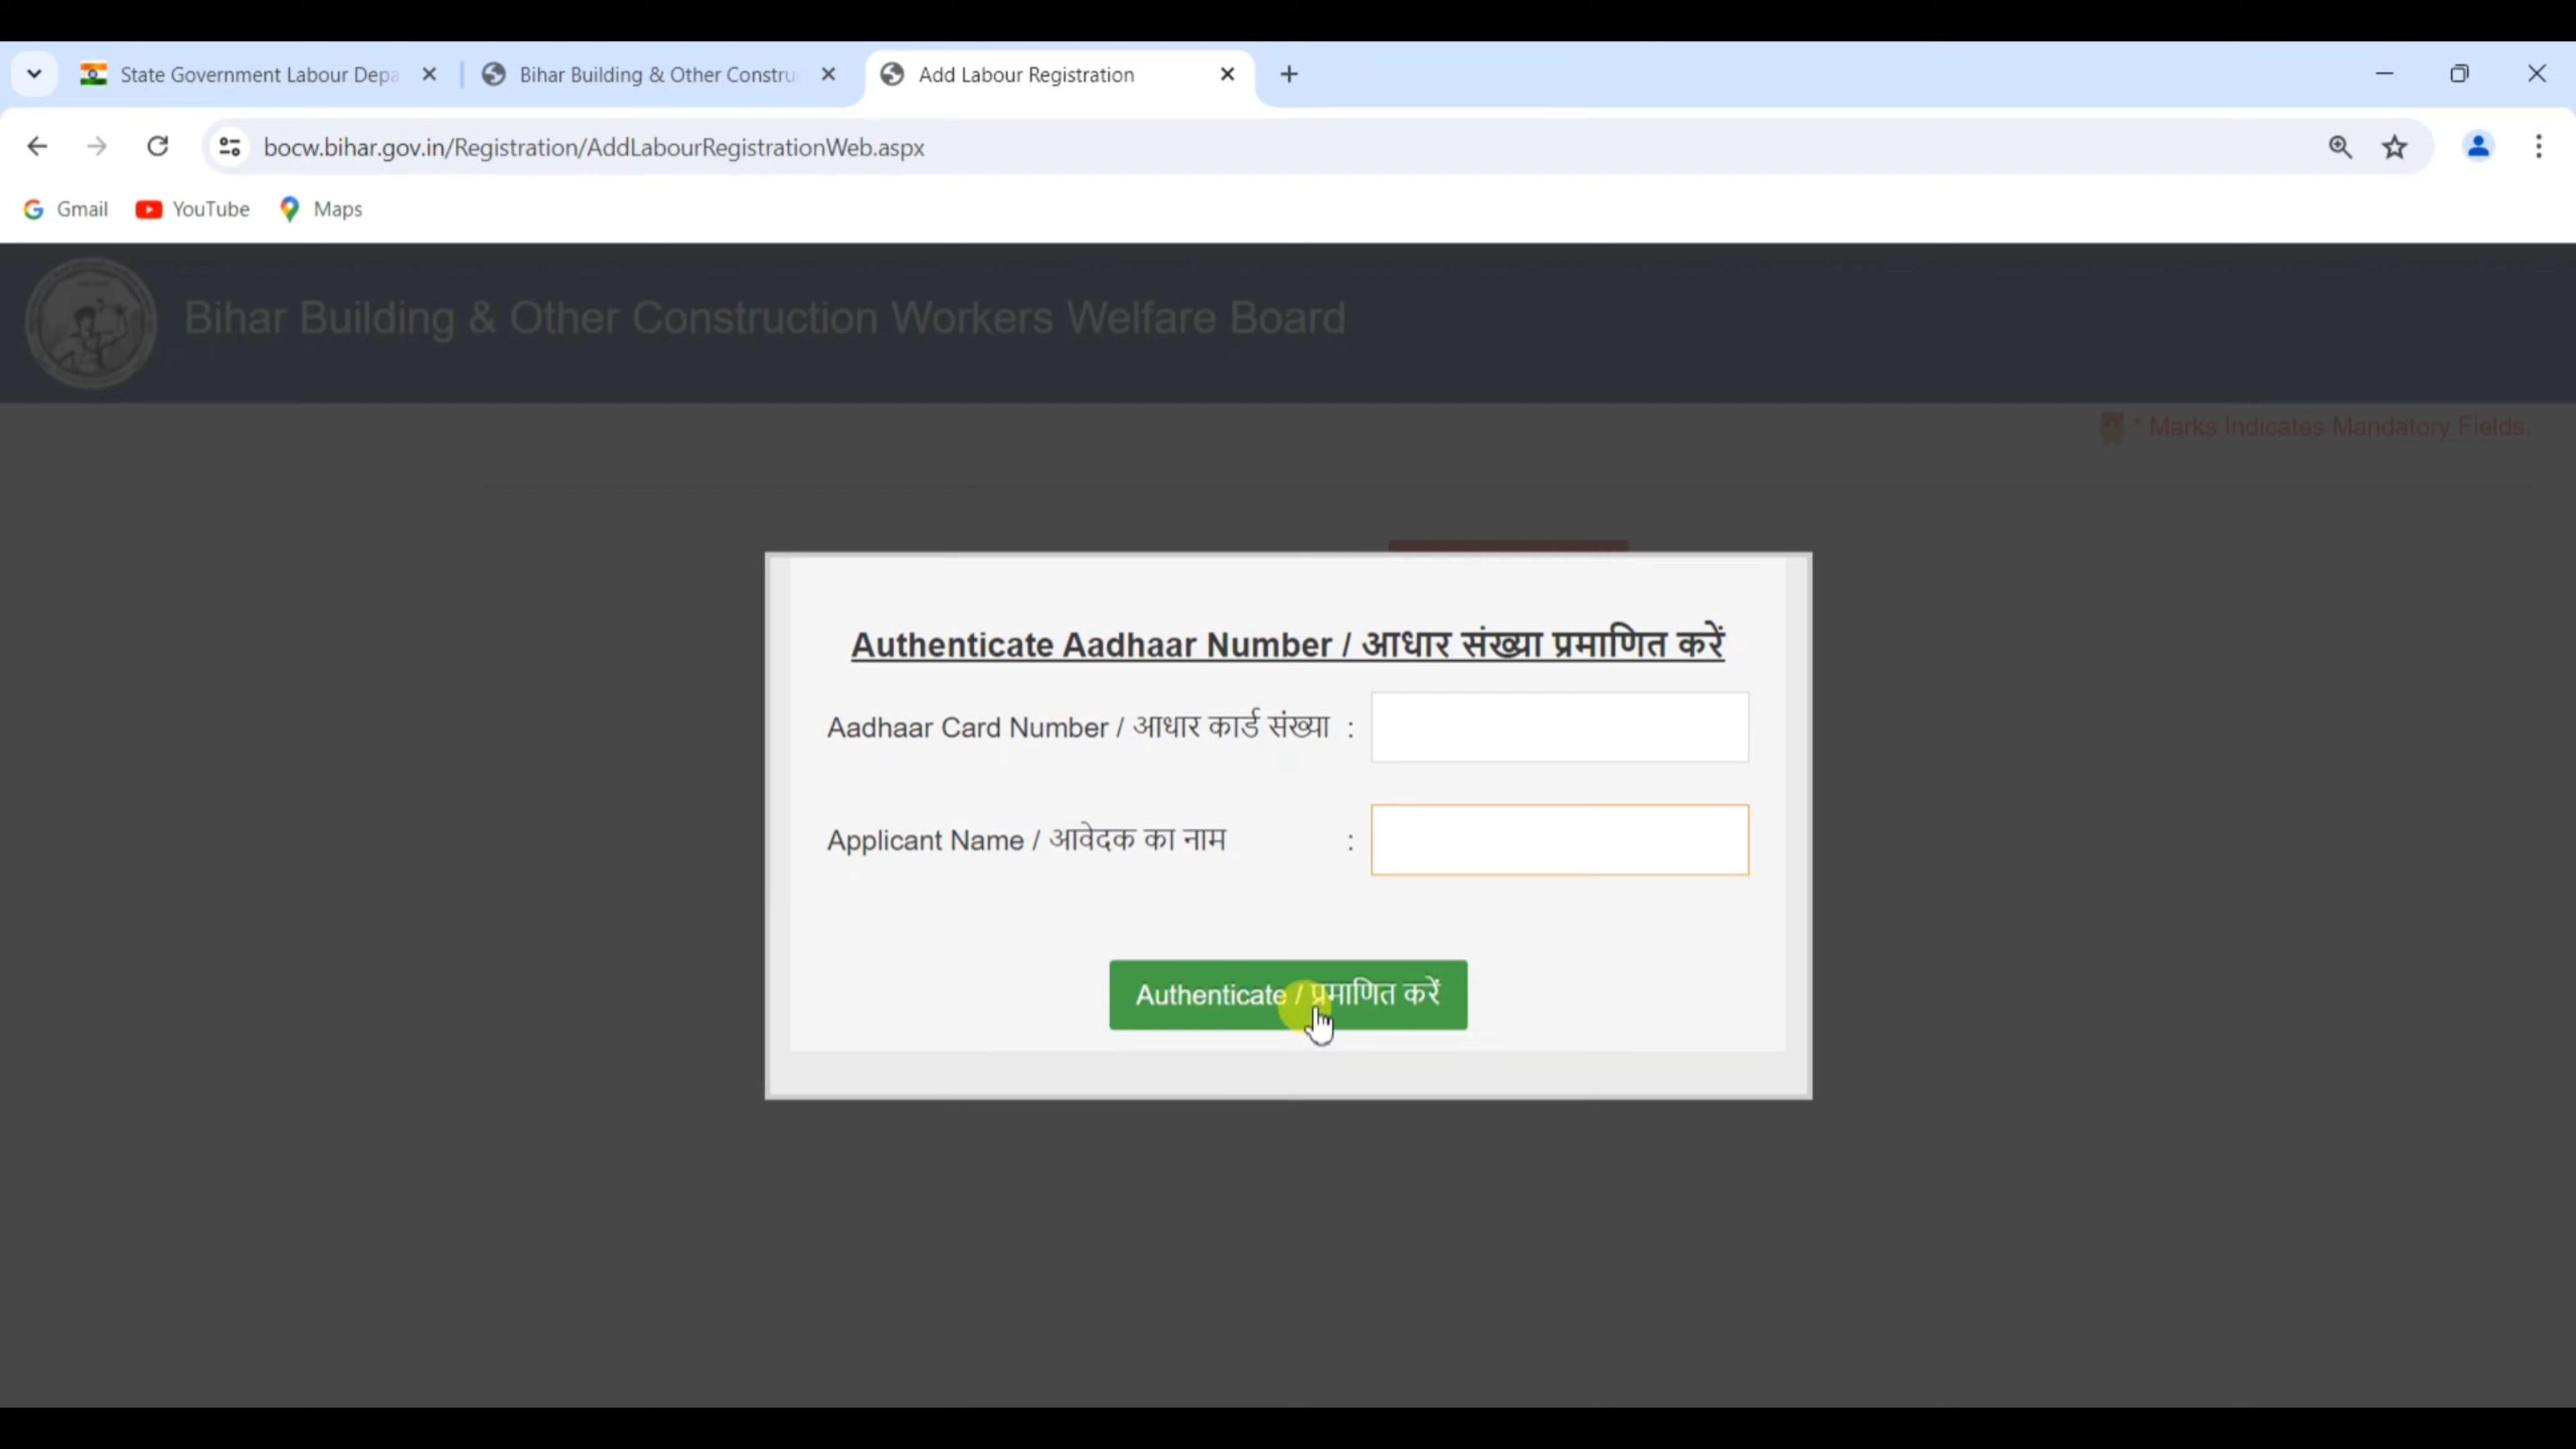 State Government Labour Depa
Bihar Building & Other Constru
Add Labour Registration
bocw.bihar.gov.in/Registration/AddLabourRegistrationWeb.aspx
Gmail
YouTube
Maps
Bihar Building & Other Construction Workers Welfare Board
* Marks Indicates Mandatory Fields.
Authenticate Aadhaar Number / आधार संख्या प्रमाणित करें
Aadhaar Card Number / आधार कार्ड संख्या :
Applicant Name / आवेदक का नाम :
Authenticate / प्रमाणित करें